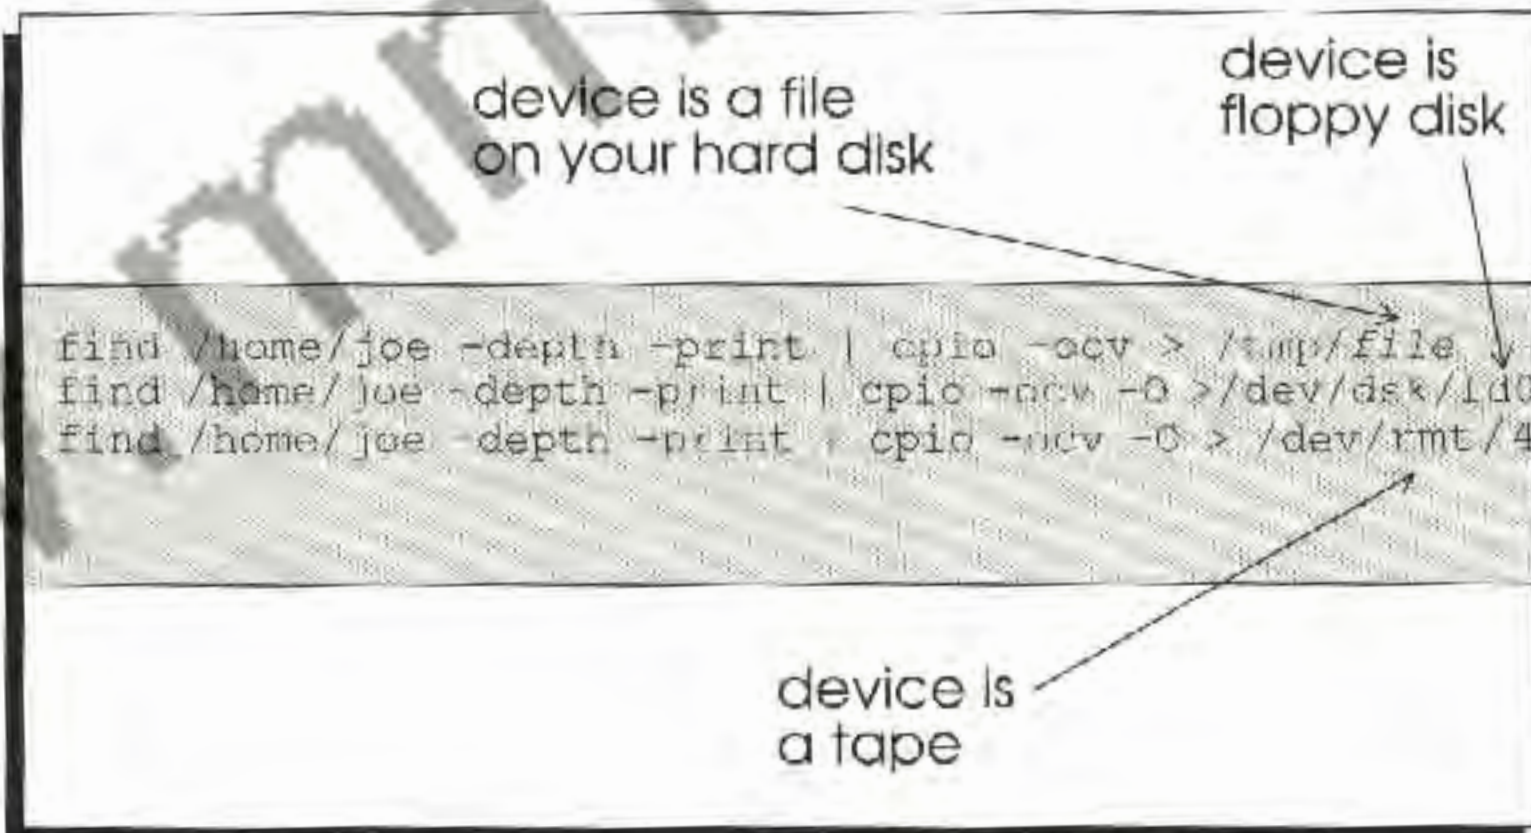 device is a file
on your hard disk
device is
floppy disk
find /home/joe -depth -print | cpio -ocv > /tmp/file
find /home/joe -depth -print | cpio -ocv -O >/dev/dsk/
find /home/joe -depth -print | cpio -ocv -O > /dev/rmt/4
device is
a tape